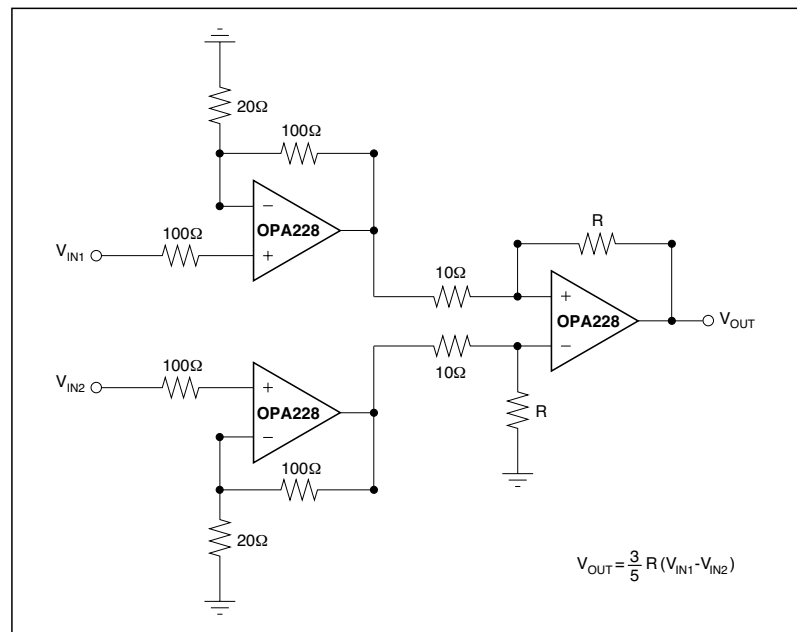 20Ω
100Ω
−
OPA228
+
V_IN1
100Ω
R
10Ω
+
OPA228
−
V_OUT
10Ω
R
V_IN2
100Ω
+
OPA228
−
100Ω
20Ω
V_OUT = 3/5 R (V_IN1-V_IN2)